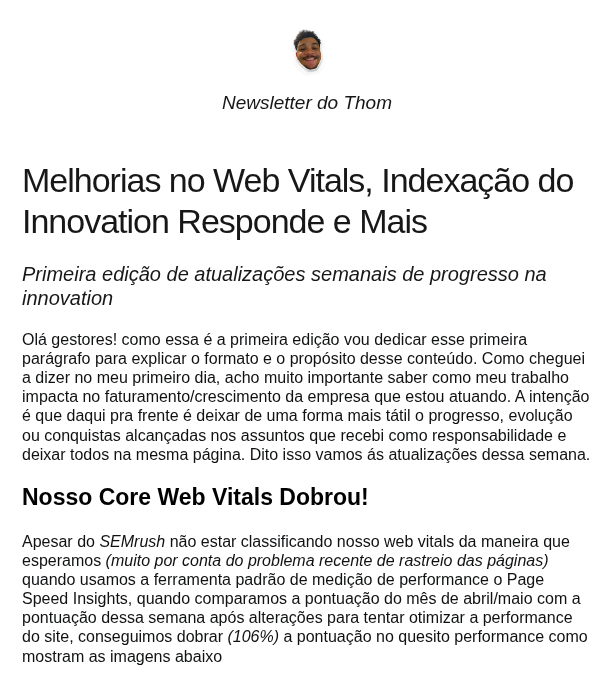 Newsletter do Thom
Melhorias no Web Vitals, Indexação do
Innovation Responde e Mais
Primeira edição de atualizações semanais de progresso na
innovation
Olá gestores! como essa é a primeira edição vou dedicar esse primeira
parágrafo para explicar o formato e o propósito desse conteúdo. Como cheguei
a dizer no meu primeiro dia, acho muito importante saber como meu trabalho
impacta no faturamento/crescimento da empresa que estou atuando. A intenção
é que daqui pra frente é deixar de uma forma mais tátil o progresso, evolução
ou conquistas alcançadas nos assuntos que recebi como responsabilidade e
deixar todos na mesma página. Dito isso vamos ás atualizações dessa semana.
Nosso Core Web Vitals Dobrou!
Apesar do SEMrush não estar classificando nosso web vitals da maneira que
esperamos (muito por conta do problema recente de rastreio das páginas)
quando usamos a ferramenta padrão de medição de performance o Page
Speed Insights, quando comparamos a pontuação do mês de abril/maio com a
pontuação dessa semana após alterações para tentar otimizar a performance
do site, conseguimos dobrar (106%) a pontuação no quesito performance como
mostram as imagens abaixo